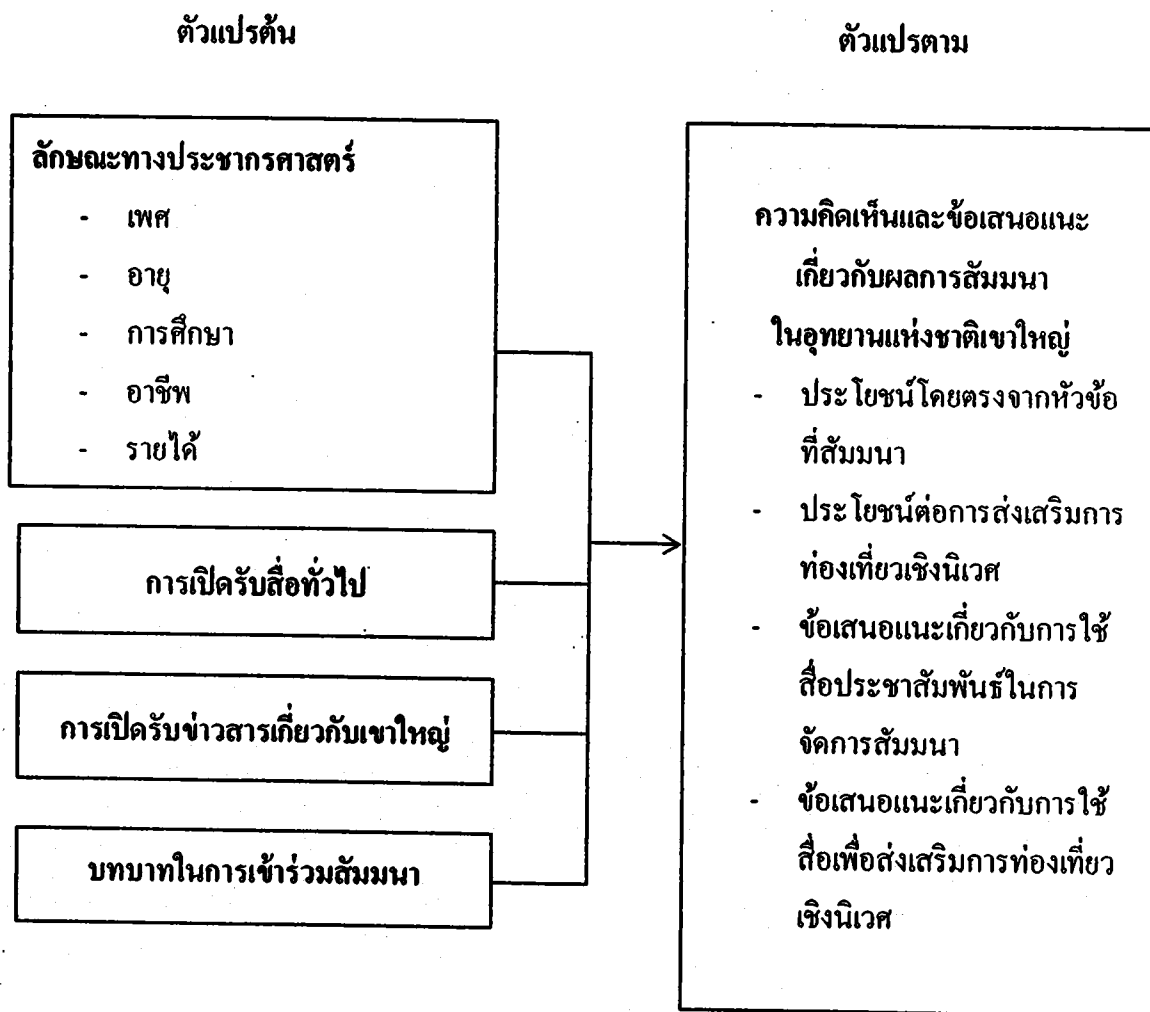 ตัวแปรต้น
ตัวแปรตาม
ลักษณะทางประชากรศาสตร์
- เพศ
- อายุ
- การศึกษา
- อาชีพ
- รายได้
การเปิดรับสื่อทั่วไป
การเปิดรับข่าวสารเกี่ยวกับเขาใหญ่
บทบาทในการเข้าร่วมสัมมนา
ความคิดเห็นและข้อเสนอแนะ
เกี่ยวกับผลการสัมมนา
ในอุทยานแห่งชาติเขาใหญ่
- ประโยชน์โดยตรงจากหัวข้อ
ที่สัมมนา
- ประโยชน์ต่อการส่งเสริมการ
ท่องเที่ยวเชิงนิเวศ
- ข้อเสนอแนะเกี่ยวกับการใช้
สื่อประชาสัมพันธ์ในการ
จัดการสัมมนา
- ข้อเสนอแนะเกี่ยวกับการใช้
สื่อเพื่อส่งเสริมการท่องเที่ยว
เชิงนิเวศ